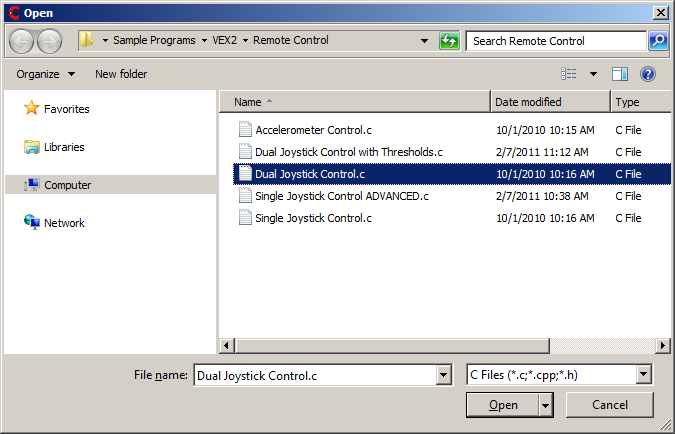 Open
Sample Programs VEX2 Remote Control Search Remote Control
Organize New folder
Name Date modified Type
Favorites
Libraries
Computer
Network
Accelerometer Control.c 10/1/2010 10:15 AM C File
Dual Joystick Control with Thresholds.c 2/7/2011 11:12 AM C File
Dual Joystick Control.c 10/1/2010 10:16 AM C File
Single Joystick Control ADVANCED.c 2/7/2011 10:38 AM C File
Single Joystick Control.c 10/1/2010 10:16 AM C File
File name: Dual Joystick Control.c C Files (*.c;*.cpp;*.h)
Open Cancel